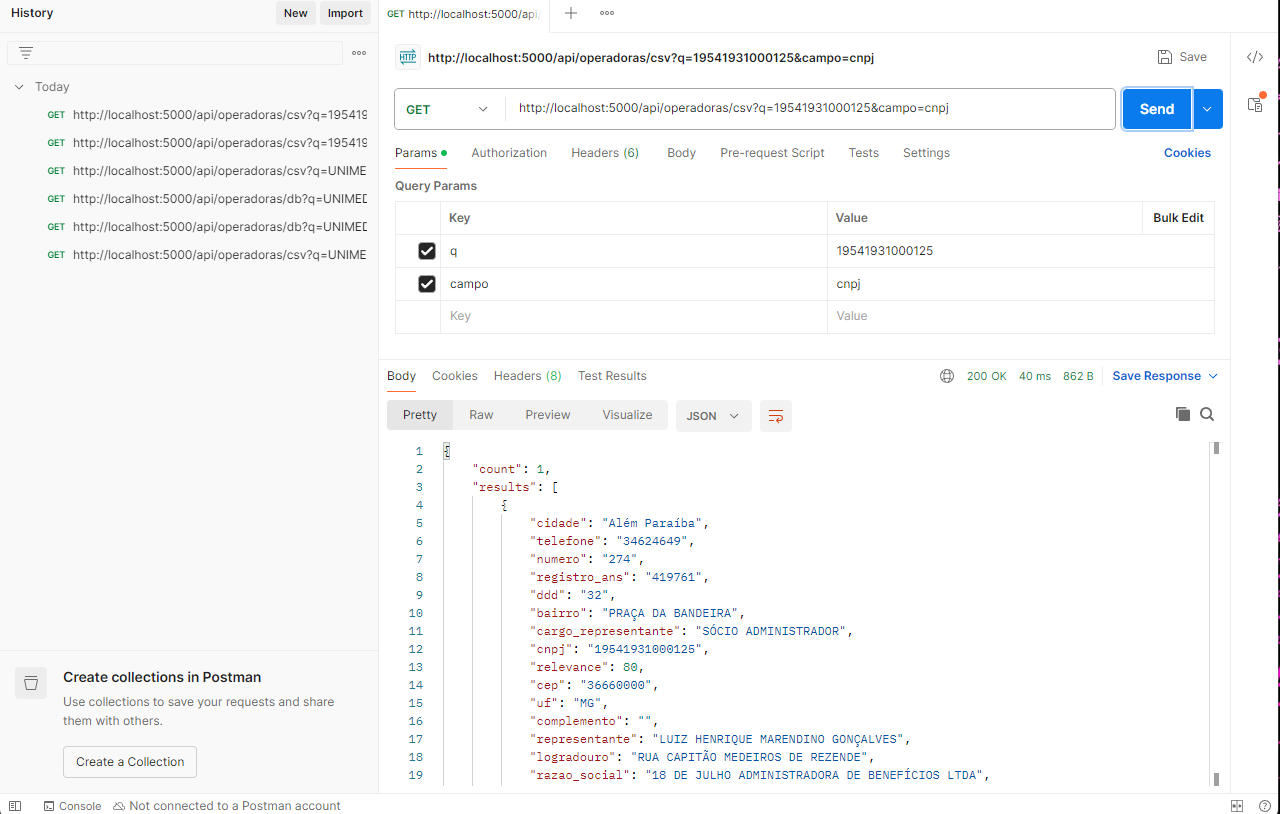 History
New
Import
Today
GET http://localhost:5000/api/operadoras/csv?q=19541
GET http://localhost:5000/api/operadoras/csv?q=19541
GET http://localhost:5000/api/operadoras/csv?q=UNIME
GET http://localhost:5000/api/operadoras/db?q=UNIMED
GET http://localhost:5000/api/operadoras/db?q=UNIMED
GET http://localhost:5000/api/operadoras/csv?q=UNIME
Create collections in Postman
Use collections to save your requests and share
them with others.
Create a Collection
GET http://localhost:5000/api/
HTTP http://localhost:5000/api/operadoras/csv?q=19541931000125&campo=cnpj
Save
GET http://localhost:5000/api/operadoras/csv?q=19541931000125&campo=cnpj
Send
Params Authorization Headers (6) Body Pre-request Script Tests Settings Cookies
Query Params
Key Value Bulk Edit
q 19541931000125
campo cnpj
Key Value
Body Cookies Headers (8) Test Results 200 OK 40 ms 862 B Save Response
Pretty Raw Preview Visualize JSON
1 {
2 "count": 1,
3 "results": [
4 {
5 "cidade": "Além Paraíba",
6 "telefone": "34624649",
7 "numero": "274",
8 "registro_ans": "419761",
9 "ddd": "32",
10 "bairro": "PRAÇA DA BANDEIRA",
11 "cargo_representante": "SÓCIO ADMINISTRADOR",
12 "cnpj": "19541931000125",
13 "relevance": 80,
14 "cep": "36660000",
15 "uf": "MG",
16 "complemento": "",
17 "representante": "LUIZ HENRIQUE MARENDINO GONÇALVES",
18 "logradouro": "RUA CAPITÃO MEDEIROS DE REZENDE",
19 "razao_social": "18 DE JULHO ADMINISTRADORA DE BENEFÍCIOS LTDA",
Console Not connected to a Postman account